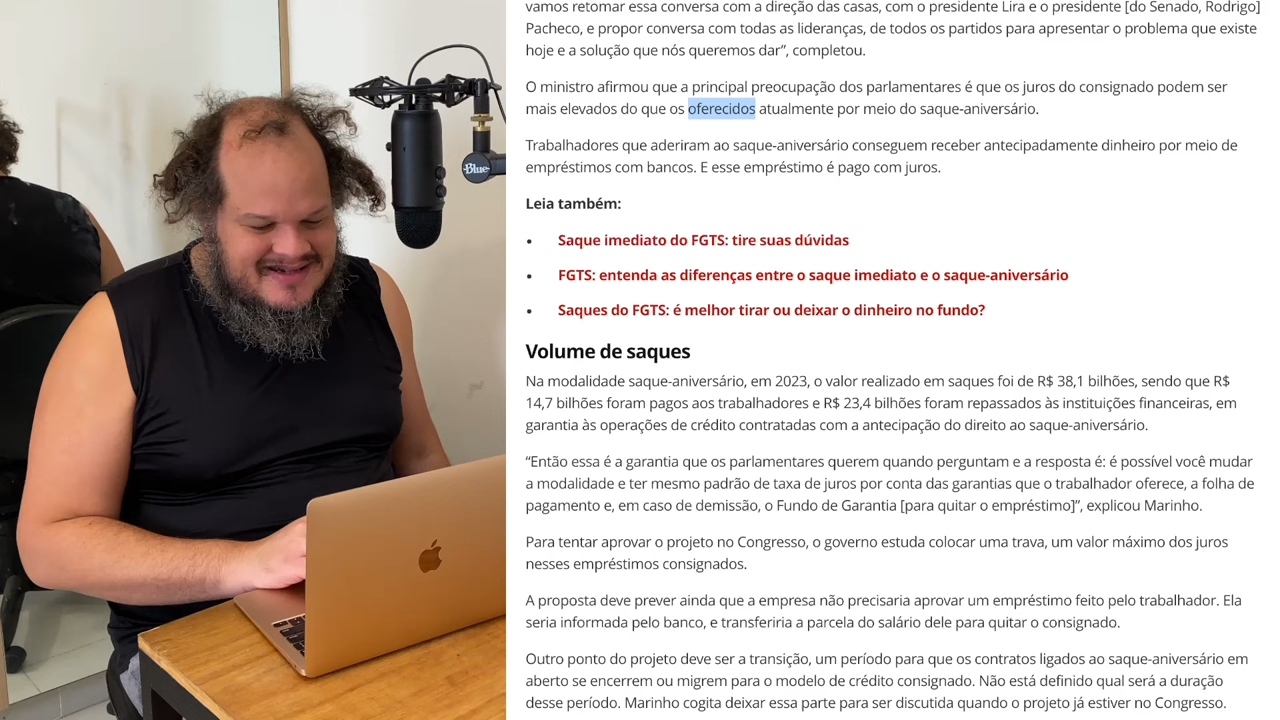 Blue
vamos retomar essa conversa com a direção das casas, com o presidente Lira e o presidente [do Senado, Rodrigo]
Pacheco, e propor conversa com todas as lideranças, de todos os partidos para apresentar o problema que existe
hoje e a solução que nós queremos dar”, completou.
O ministro afirmou que a principal preocupação dos parlamentares é que os juros do consignado podem ser
mais elevados do que os oferecidos atualmente por meio do saque-aniversário.
Trabalhadores que aderiram ao saque-aniversário conseguem receber antecipadamente dinheiro por meio de
empréstimos com bancos. E esse empréstimo é pago com juros.
Leia também:
• Saque imediato do FGTS: tire suas dúvidas
• FGTS: entenda as diferenças entre o saque imediato e o saque-aniversário
• Saques do FGTS: é melhor tirar ou deixar o dinheiro no fundo?
Volume de saques
Na modalidade saque-aniversário, em 2023, o valor realizado em saques foi de R$ 38,1 bilhões, sendo que R$
14,7 bilhões foram pagos aos trabalhadores e R$ 23,4 bilhões foram repassados às instituições financeiras, em
garantia às operações de crédito contratadas com a antecipação do direito ao saque-aniversário.
“Então essa é a garantia que os parlamentares querem quando perguntam e a resposta é: é possível você mudar
a modalidade e ter mesmo padrão de taxa de juros por conta das garantias que o trabalhador oferece, a folha de
pagamento e, em caso de demissão, o Fundo de Garantia [para quitar o empréstimo]”, explicou Marinho.
Para tentar aprovar o projeto no Congresso, o governo estuda colocar uma trava, um valor máximo dos juros
nesses empréstimos consignados.
A proposta deve prever ainda que a empresa não precisaria aprovar um empréstimo feito pelo trabalhador. Ela
seria informada pelo banco, e transferiria a parcela do salário dele para quitar o consignado.
Outro ponto do projeto deve ser a transição, um período para que os contratos ligados ao saque-aniversário em
aberto se encerrem ou migrem para o modelo de crédito consignado. Não está definido qual será a duração
desse período. Marinho cogita deixar essa parte para ser discutida quando o projeto já estiver no Congresso.